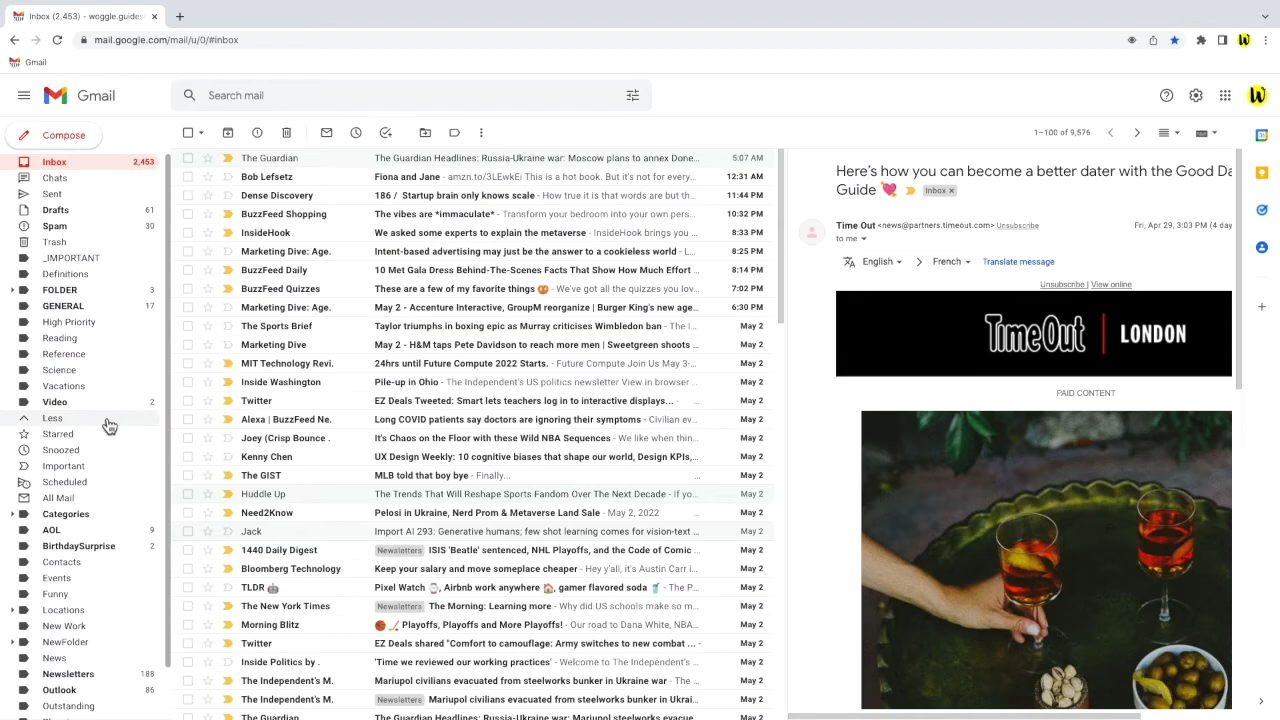 Inbox (2,453) - woggle.guides
mail.google.com/mail/u/0/#inbox
Gmail
Gmail
Search mail
Compose
1–100 of 9,576
Inbox 2,453
Chats
Sent
Drafts 61
Spam 30
Trash
_IMPORTANT
Definitions
FOLDER 3
GENERAL 17
High Priority
Reading
Reference
Science
Vacations
Video 2
Less
Starred
Snoozed
Important
Scheduled
All Mail
Categories
AOL 9
BirthdaySurprise 2
Contacts
Events
Funny
Locations
New Work
NewFolder
News
Newsletters 188
Outlook 86
Outstanding
The Guardian The Guardian Headlines: Russia-Ukraine war: Moscow plans to annex Done... 5:07 AM
Bob Lefsetz Fiona and Jane - amzn.to/3LEwkEi This is a hot book. But it's not for every... 12:31 AM
Dense Discovery 186 / Startup brain only knows scale - How true it is that words are but th... 11:44 PM
BuzzFeed Shopping The vibes are *immaculate* - Transform your bedroom into your own pers... 10:32 PM
InsideHook We asked some experts to explain the metaverse - InsideHook brings you ... 8:33 PM
Marketing Dive: Age. Intent-based advertising may just be the answer to a cookieless world - L... 8:25 PM
BuzzFeed Daily 10 Met Gala Dress Behind-The-Scenes Facts That Show How Much Effort ... 8:14 PM
BuzzFeed Quizzes These are a few of my favorite things 🥨 - We've got all the quizzes you lov... 7:02 PM
Marketing Dive: Age. May 2 - Accenture Interactive, GroupM reorganize | Burger King's new age... 6:30 PM
The Sports Brief Taylor triumphs in boxing epic as Murray criticises Wimbledon ban - The I... May 2
Marketing Dive May 2 - H&M taps Pete Davidson to reach more men | Sweetgreen shoots ... May 2
MIT Technology Revi. 24hrs until Future Compute 2022 Starts. - Future Compute Join Us May 3-... May 2
Inside Washington Pile-up in Ohio - The Independent's US politics newsletter View in browser ... May 2
Twitter EZ Deals Tweeted: Smart lets teachers log in to interactive displays... - May 2
Alexa | BuzzFeed Ne. Long COVID patients say doctors are ignoring their symptoms - Civilian ev... May 2
Joey (Crisp Bounce . It's Chaos on the Floor with these Wild NBA Sequences - We like when thin... May 2
Kenny Chen UX Design Weekly: 10 cognitive biases that shape our world, Design KPIs,... May 2
The GIST MLB told that boy bye - Finally... May 2
Huddle Up The Trends That Will Reshape Sports Fandom Over The Next Decade - If yo... May 2
Need2Know Pelosi in Ukraine, Nerd Prom & Metaverse Land Sale - May 2, 2022 May 2
Jack Import AI 293: Generative humans; few shot learning comes for vision-text ... May 2
1440 Daily Digest Newsletters ISIS 'Beatle' sentenced, NHL Playoffs, and the Code of Comic ... May 2
Bloomberg Technology Keep your salary and move someplace cheaper - Hey y'all, it's Austin Carr i... May 2
TLDR 🤖 Pixel Watch ⌚, Airbnb work anywhere 🏠, gamer flavored soda 🥤 - The P... May 2
The New York Times Newsletters The Morning: Learning more - Why did US schools make so m... May 2
Morning Blitz 🏀🏒 Playoffs, Playoffs and More Playoffs! - Our road to Dana White, NBA... May 2
Twitter EZ Deals shared "Comfort to camouflage: Army switches to new combat ... - May 2
Inside Politics by . 'Time we reviewed our working practices' - Welcome to The Independent's ... May 2
The Independent's M. Mariupol civilians evacuated from steelworks bunker in Ukraine war - ... May 2
The Independent's M. Newsletters Mariupol civilians evacuated from steelworks bunker in Ukrai... May 2
The Guardian The Guardian Headlines: Russia-Ukraine war: Mariupol steelworks evacue... May 2
Here's how you can become a better dater with the Good Da
Guide 💘 Inbox x
Time Out <news@partners.timeout.com> Unsubscribe Fri, Apr 29, 3:03 PM (4 day
to me
English > French Translate message
Unsubscribe | View online
TimeOut | LONDON
PAID CONTENT